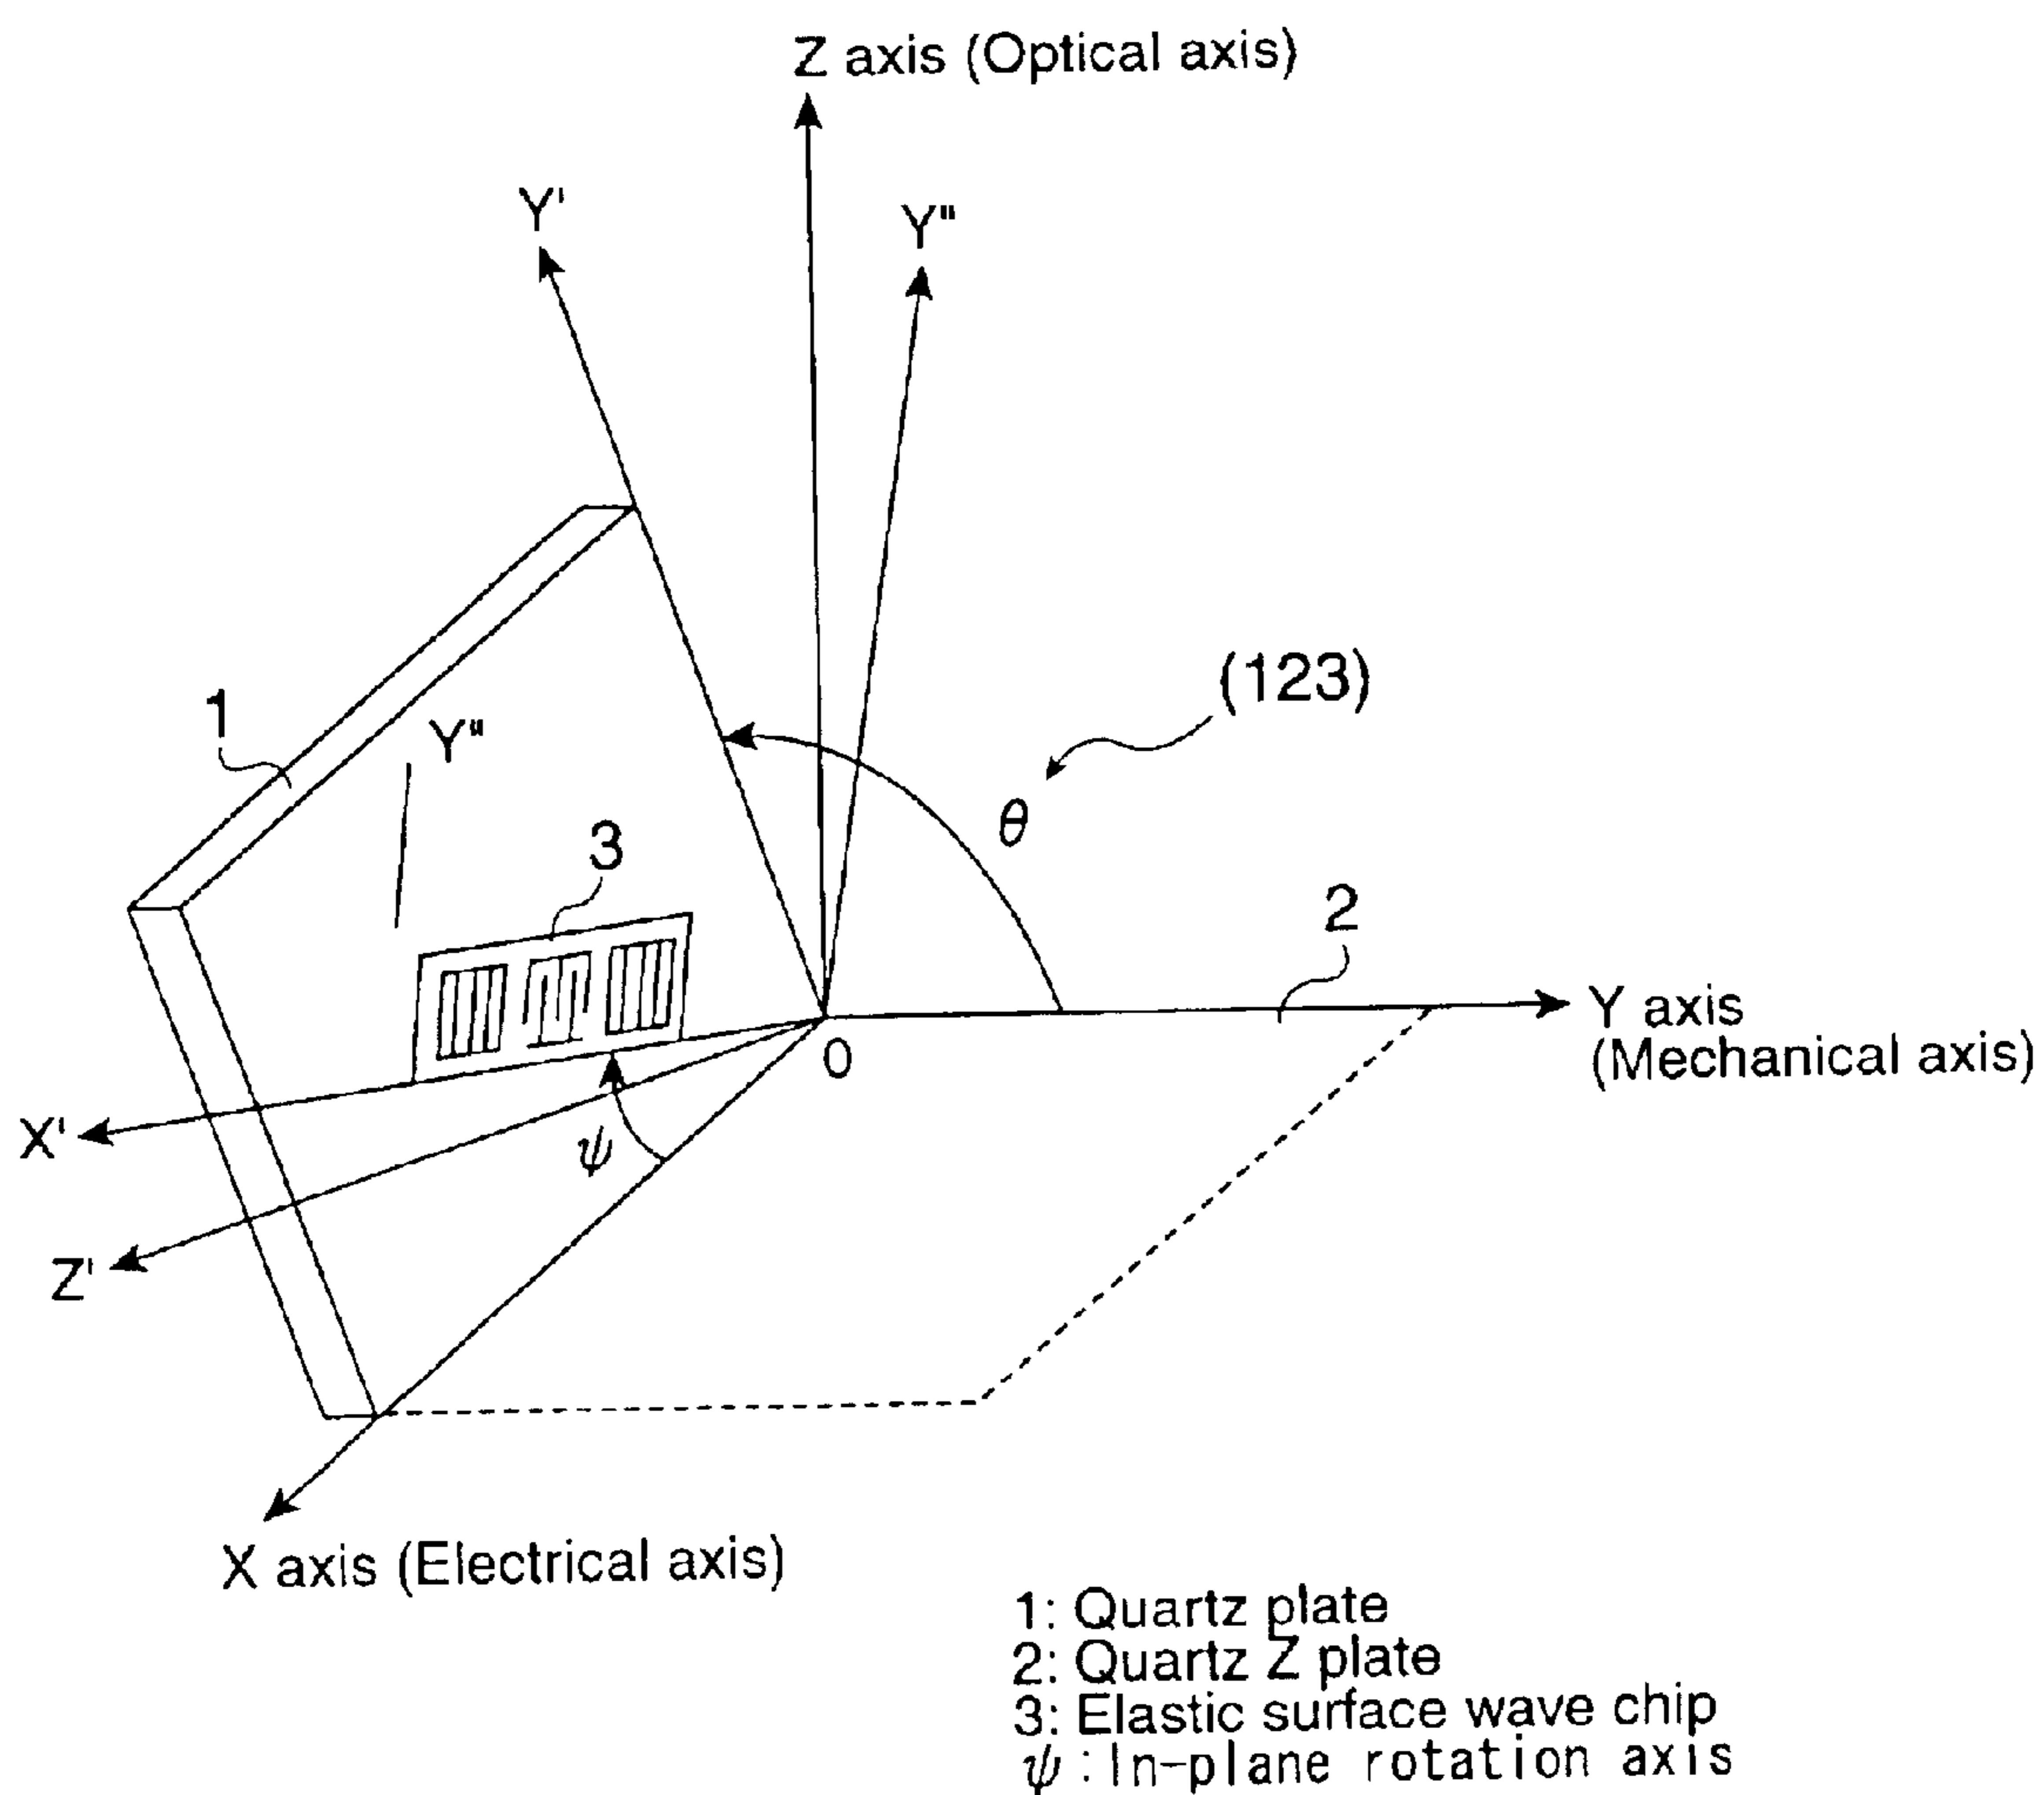 Z axis (Optical axis)
Y'
Y"
(123)
1
Y"
θ
3
2
Y axis
(Mechanical axis)
0
X'
ψ
Z'
X axis (Electrical axis)
1: Quartz plate
2: Quartz Z plate
3: Elastic surface wave chip
ψ : In-plane rotation axis